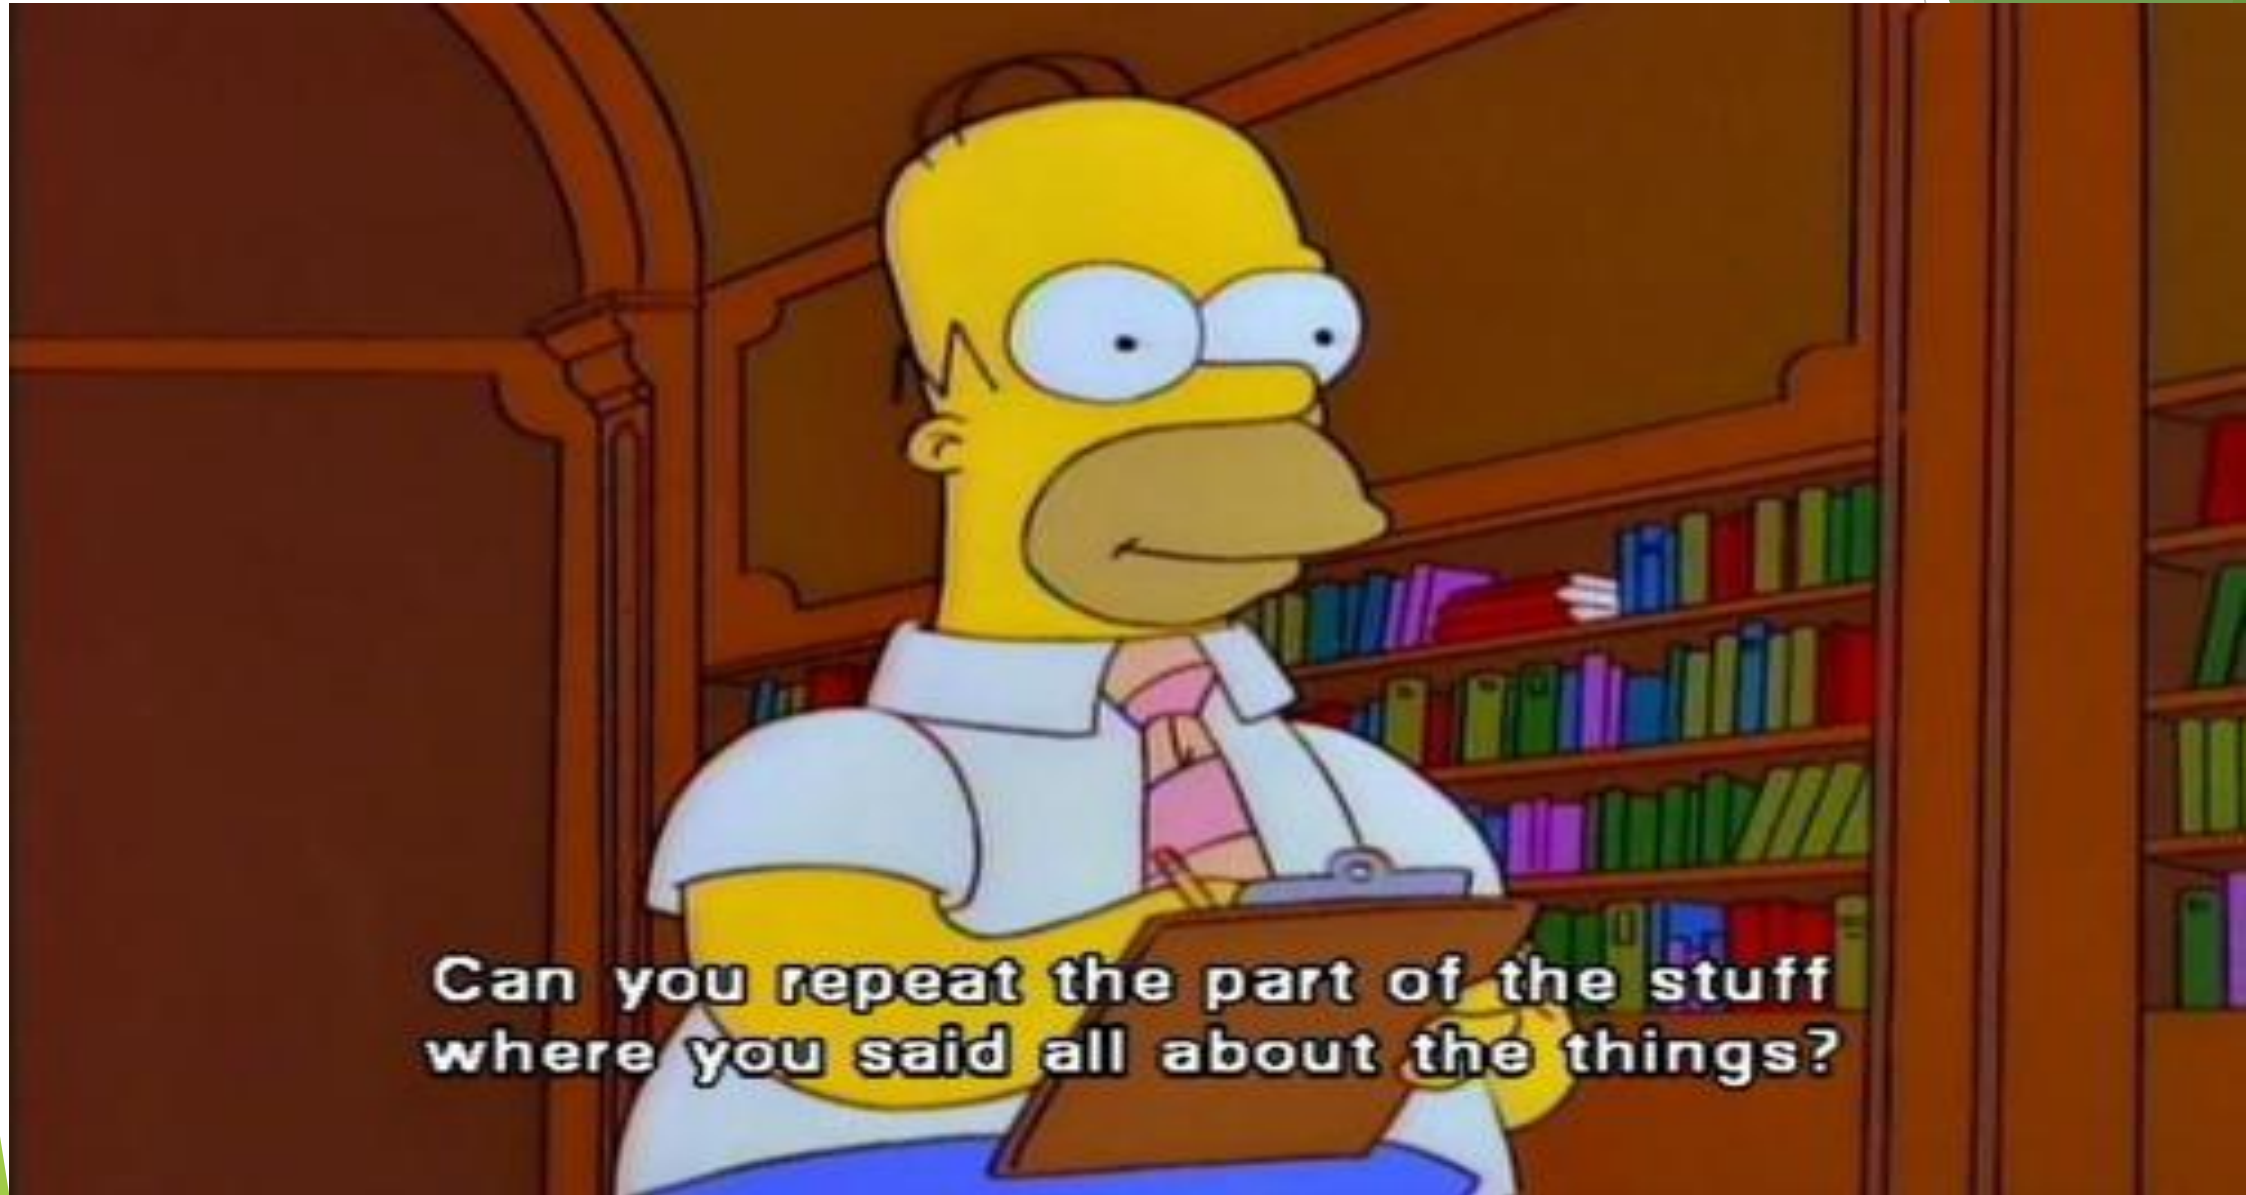 Can you repeat the part of the stuff
where you said all about the things?